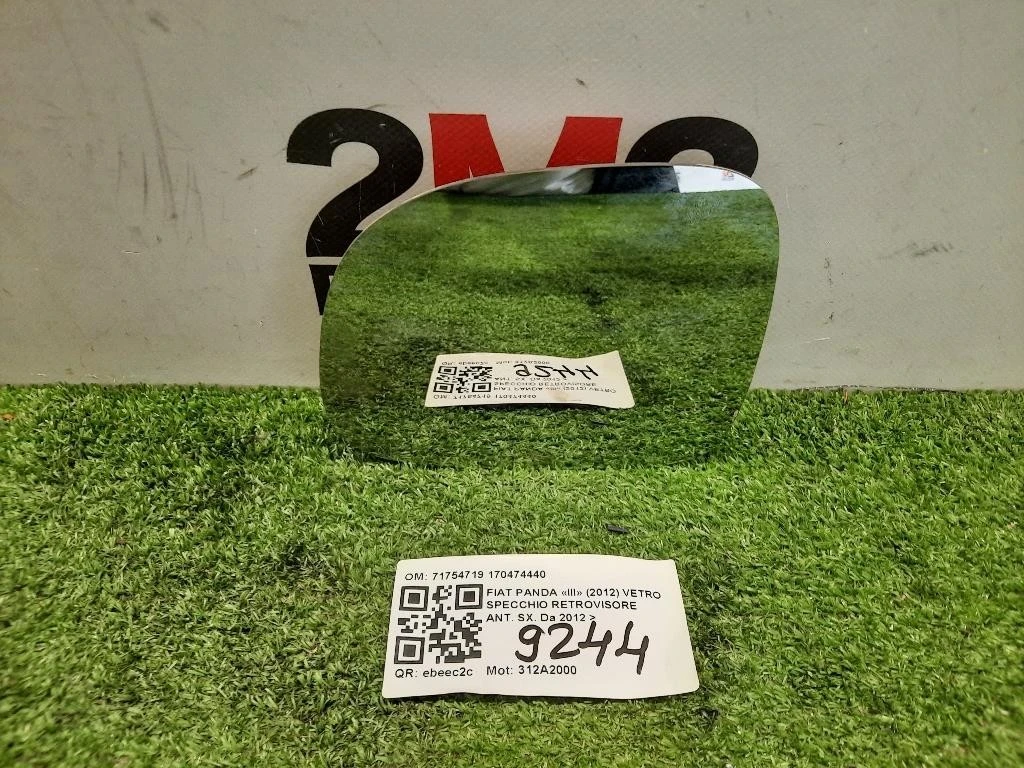 2M
OM: 71754719 170474440
FIAT PANDA «III» (2012) VETRO
SPECCHIO RETROVISORE
ANT. SX. Da 2012 >
9244
QR: ebeec2c Mot: 312A2000